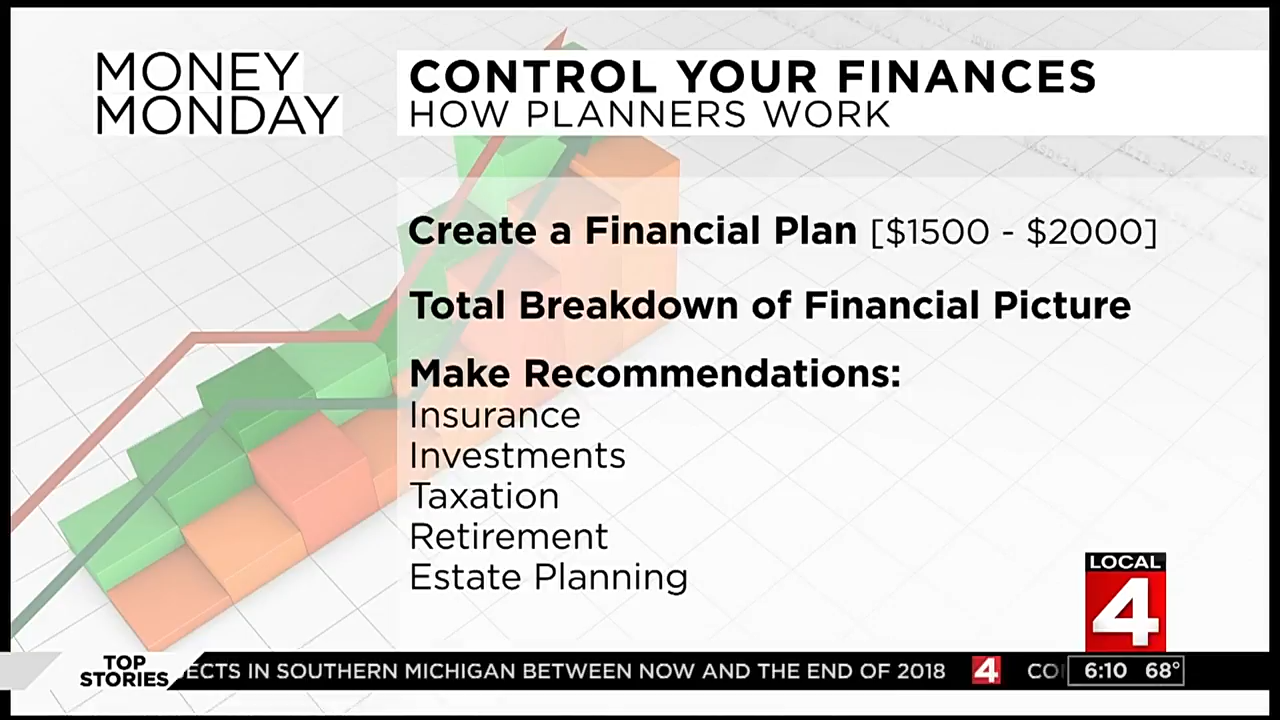 MONEY
MONDAY
CONTROL YOUR FINANCES
HOW PLANNERS WORK
Create a Financial Plan [$1500 - $2000]
Total Breakdown of Financial Picture
Make Recommendations:
Insurance
Investments
Taxation
Retirement
Estate Planning
LOCAL
4
TOP
STORIES
JECTS IN SOUTHERN MICHIGAN BETWEEN NOW AND THE END OF 2018 4 CO 6:10 68°